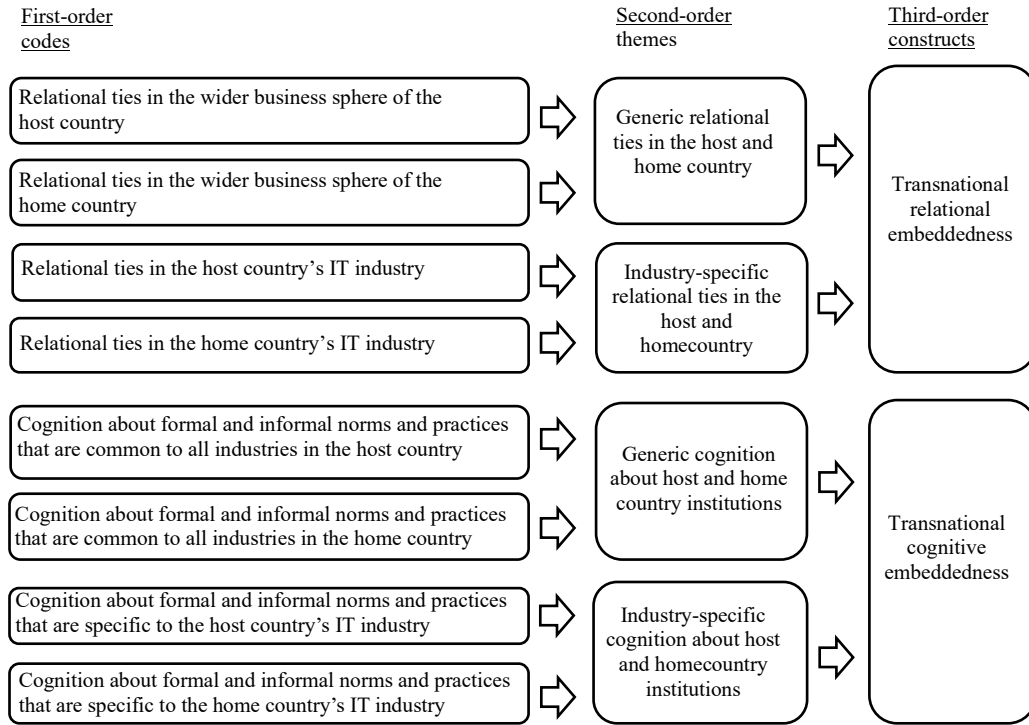 First-order
codes
Second-order
themes
Third-order
constructs
Relational ties in the wider business sphere of the
host country
Relational ties in the wider business sphere of the
home country
Generic relational
ties in the host and
home country
Relational ties in the host country’s IT industry
Relational ties in the home country’s IT industry
Industry-specific
relational ties in the
host and
homecountry
Transnational
relational
embeddedness
Cognition about formal and informal norms and practices
that are common to all industries in the host country
Cognition about formal and informal norms and practices
that are common to all industries in the home country
Generic cognition
about host and home
country institutions
Cognition about formal and informal norms and practices
that are specific to the host country’s IT industry
Cognition about formal and informal norms and practices
that are specific to the home country’s IT industry
Industry-specific
cognition about host
and homecountry
institutions
Transnational
cognitive
embeddedness